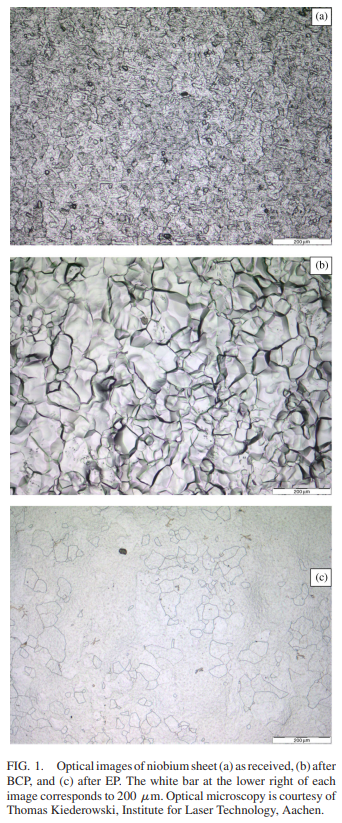 (a)
200 µm
(b)
200 µm
(c)
200 µm
FIG. 1. Optical images of niobium sheet (a) as received, (b) after
BCP, and (c) after EP. The white bar at the lower right of each
image corresponds to 200 µm. Optical microscopy is courtesy of
Thomas Kiederowski, Institute for Laser Technology, Aachen.